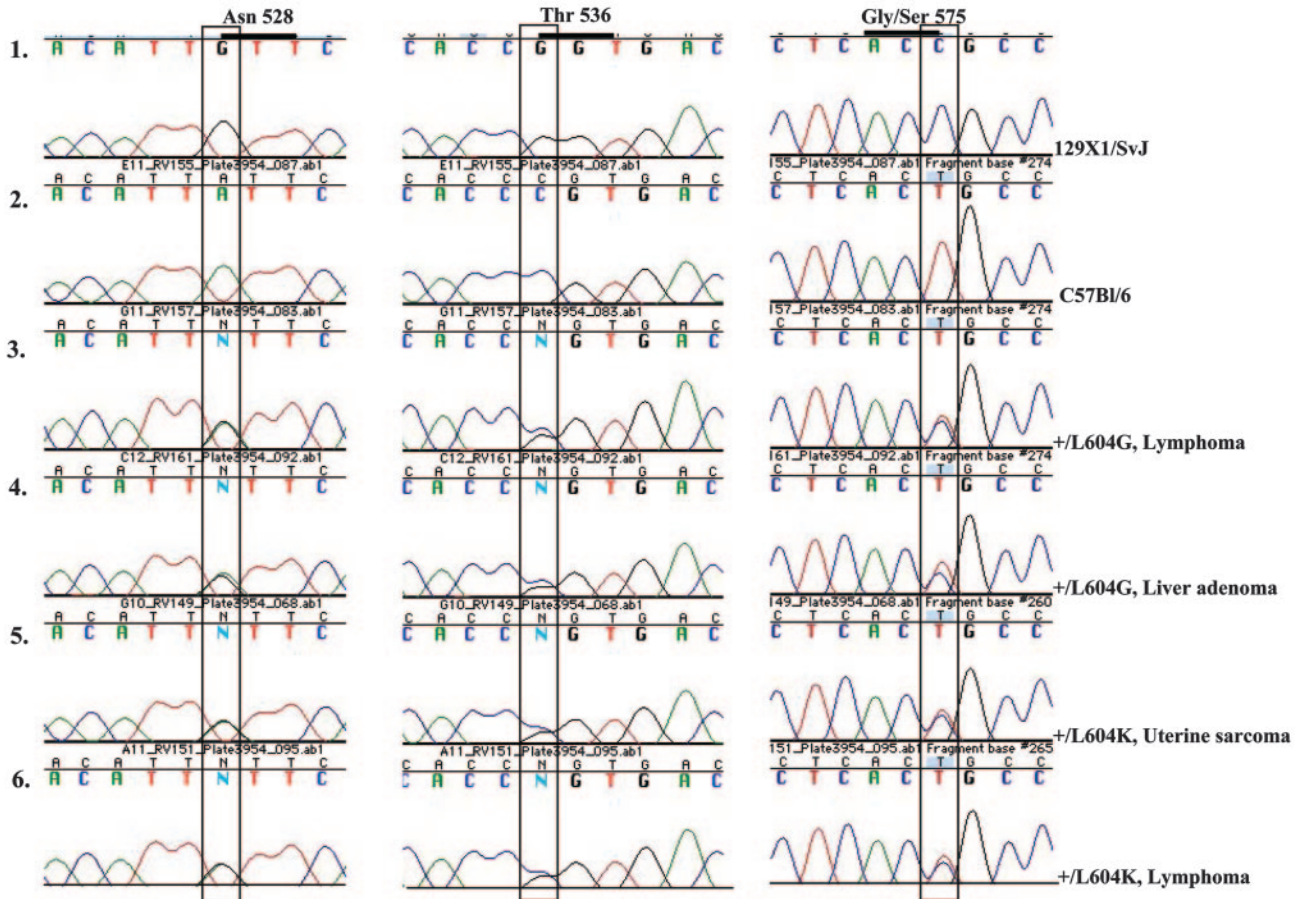 Asn 528 Thr 536 Gly/Ser 575
1. A C A T T G T T C C A C C G G T G A C C T C A C C G C C
129X1/SvJ
E11_RV155_Plate3954_087.ab1 E11_RV155_Plate3954_087.ab1 155_Plate3954_087.ab1 Fragment base #274
A C A T T A T T C C A C C C G T G A C C T C A C T G C C
2. A C A T T A T T C C A C C C G T G A C C T C A C T G C C
C57Bl/6
G11_RV157_Plate3954_083.ab1 G11_RV157_Plate3954_083.ab1 157_Plate3954_083.ab1 Fragment base #274
A C A T T N T T C C A C C N G T G A C C T C A C T G C C
3. A C A T T N T T C C A C C N G T G A C C T C A C T G C C
+/L604G, Lymphoma
C12_RV161_Plate3954_092.ab1 C12_RV161_Plate3954_092.ab1 161_Plate3954_092.ab1 Fragment base #274
A C A T T N T T C C A C C N G T G A C C T C A C T G C C
4. A C A T T N T T C C A C C N G T G A C C T C A C T G C C
+/L604G, Liver adenoma
G10_RV149_Plate3954_068.ab1 G10_RV149_Plate3954_068.ab1 149_Plate3954_068.ab1 Fragment base #260
A C A T T N T T C C A C C N G T G A C C T C A C T G C C
5. A C A T T N T T C C A C C N G T G A C C T C A C T G C C
+/L604K, Uterine sarcoma
A11_RV151_Plate3954_095.ab1 A11_RV151_Plate3954_095.ab1 151_Plate3954_095.ab1 Fragment base #265
A C A T T N T T C C A C C N G T G A C C T C A C T G C C
6. A C A T T N T T C C A C C N G T G A C C T C A C T G C C
+/L604K, Lymphoma